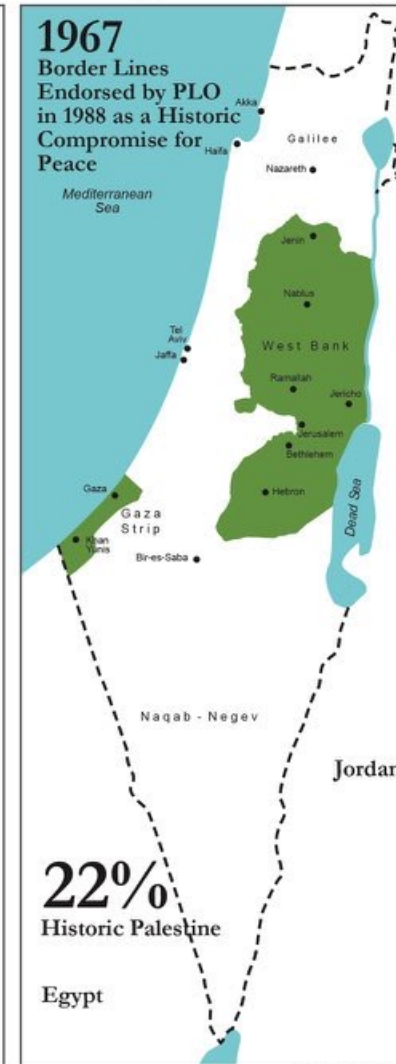 1967
Border Lines
Endorsed by PLO
in 1988 as a Historic
Compromise for
Peace
Akka
Galilee
Haifa
Nazareth
Mediterranean
Sea
Jenin
Nablus
Tel
Aviv
Jaffa
West Bank
Ramallah
Jericho
Jerusalem
Bethlehem
Gaza
Hebron
Dead Sea
Gaza
Strip
Khan
Yunis
Bir-es-Saba
Naqab - Negev
Jordan
22%
Historic Palestine
Egypt